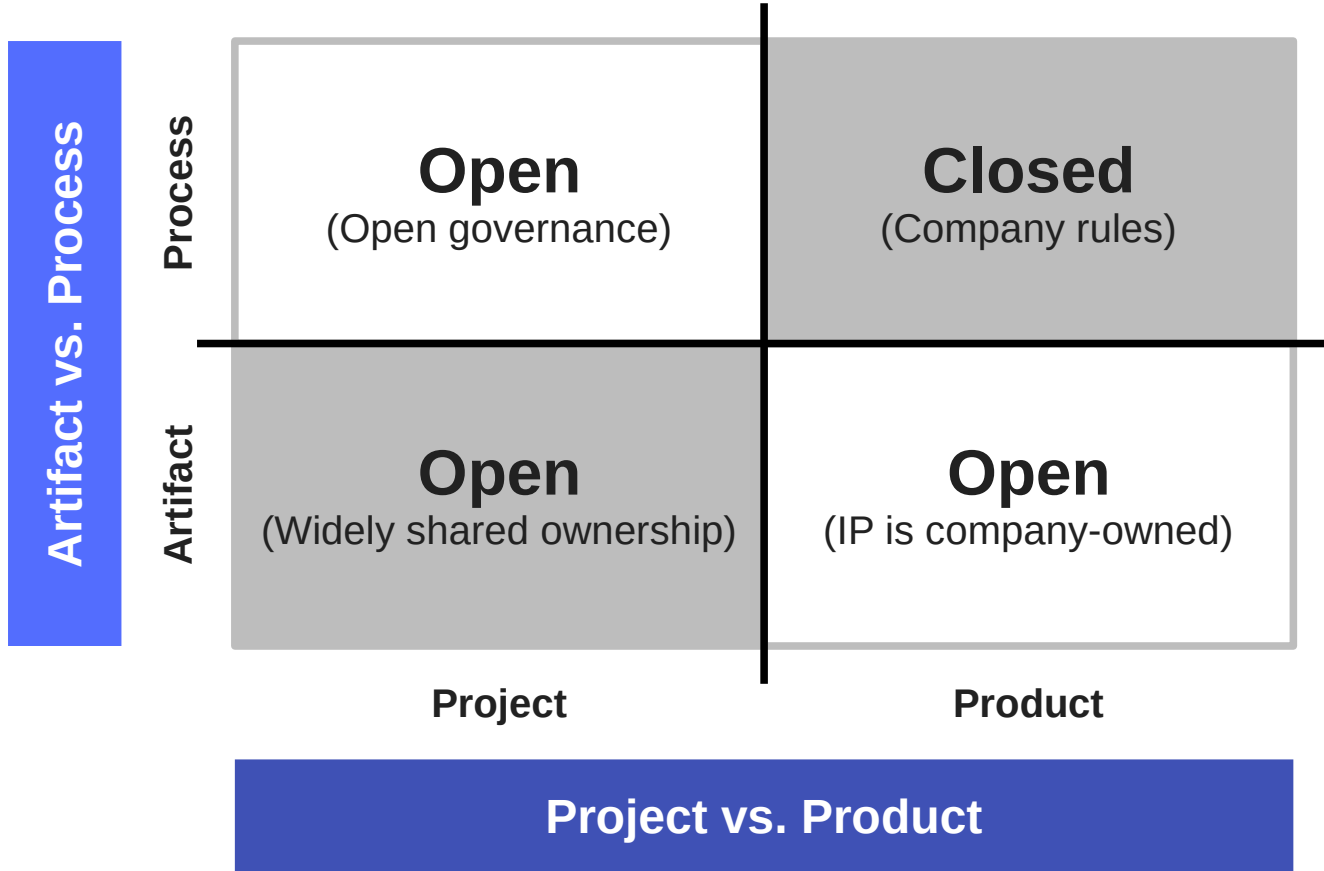 Artifact vs. Process
Process
Open
(Open governance)
Closed
(Company rules)
Artifact
Open
(Widely shared ownership)
Open
(IP is company-owned)
Project
Product
Project vs. Product